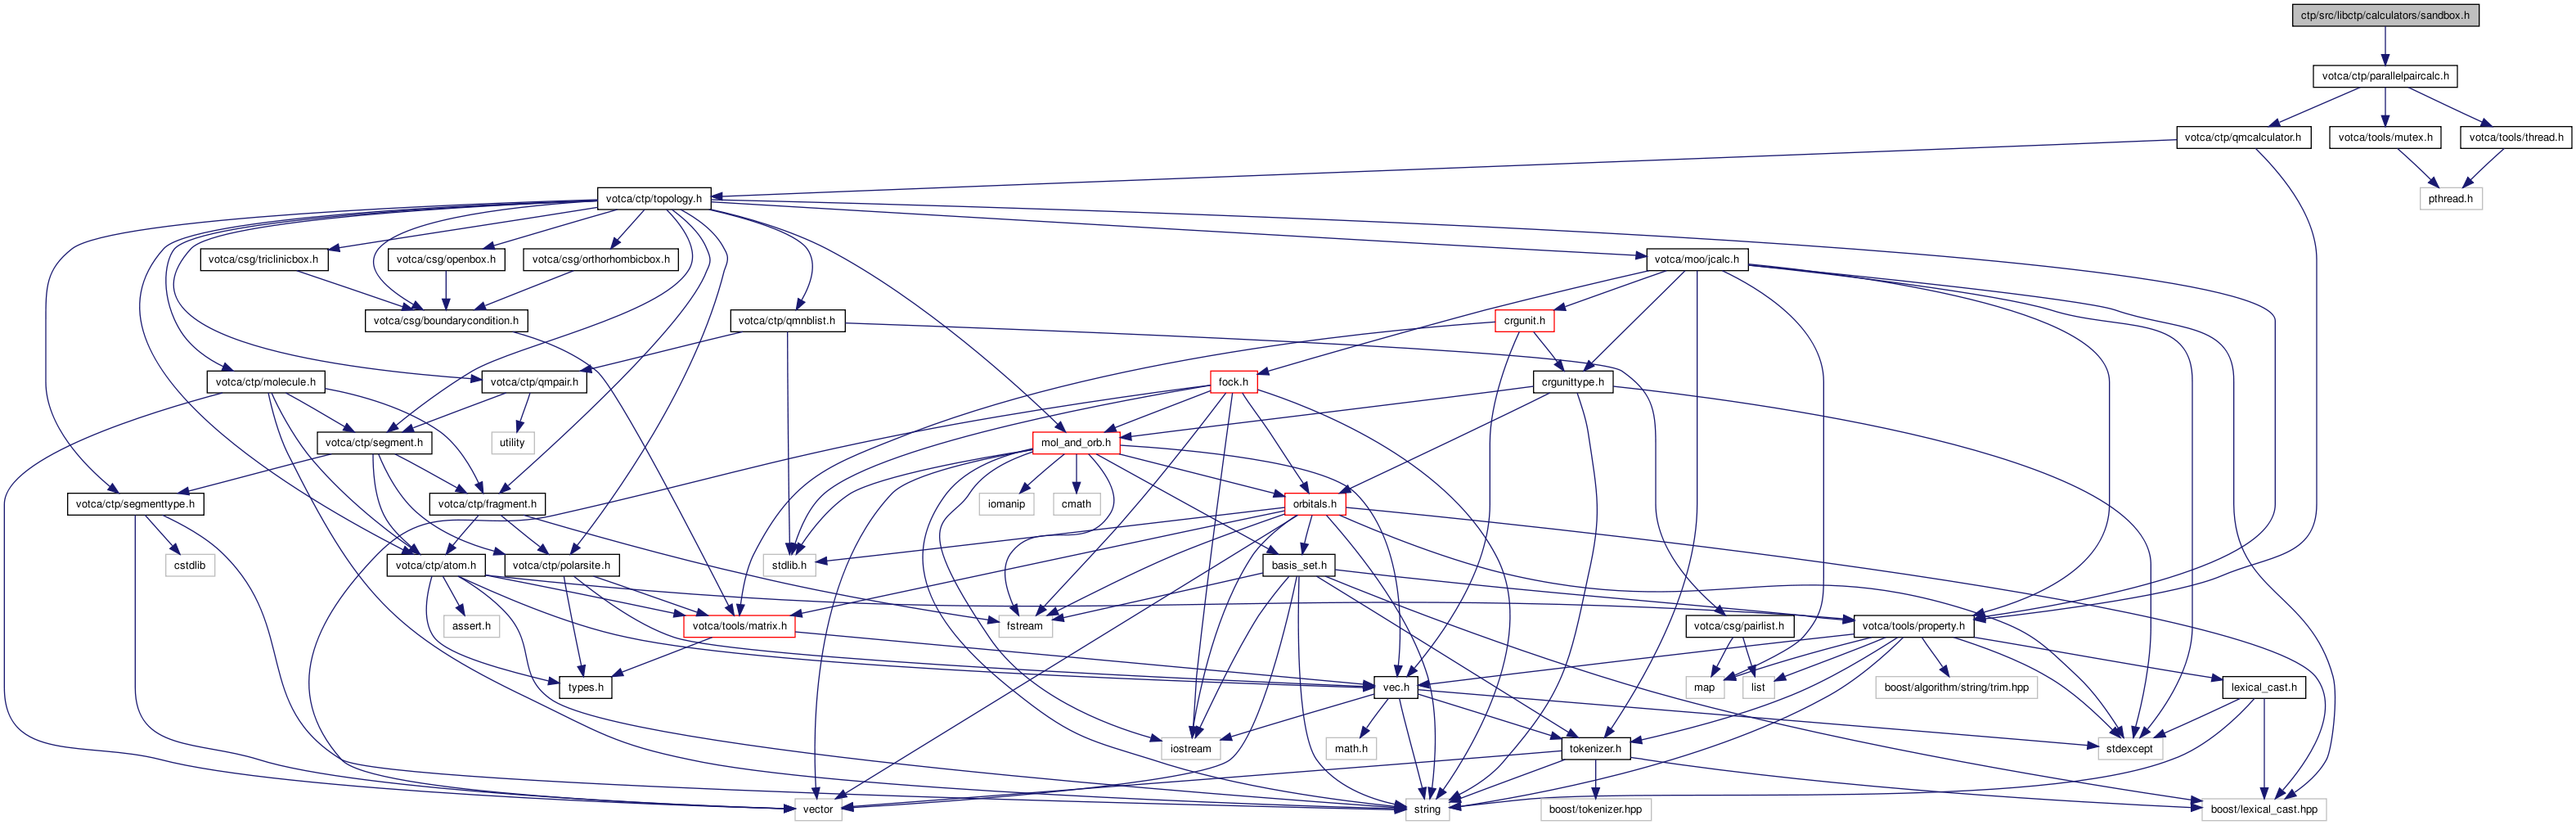 ctp/src/libctp/calculators/sandbox.h
votca/ctp/parallelpaircalc.h
votca/ctp/qmcalculator.h
votca/tools/mutex.h
votca/tools/thread.h
votca/ctp/topology.h
pthread.h
votca/csg/triclinicbox.h
votca/csg/openbox.h
votca/csg/orthorhombicbox.h
votca/moo/jcalc.h
votca/csg/boundarycondition.h
votca/ctp/qmnblist.h
crgunit.h
votca/ctp/molecule.h
votca/ctp/qmpair.h
fock.h
crgunittype.h
votca/ctp/segment.h
utility
mol_and_orb.h
votca/ctp/segmenttype.h
votca/ctp/fragment.h
iomanip
cmath
orbitals.h
cstdlib
votca/ctp/atom.h
votca/ctp/polarsite.h
stdlib.h
basis_set.h
assert.h
votca/tools/matrix.h
fstream
votca/csg/pairlist.h
votca/tools/property.h
types.h
vec.h
map
list
boost/algorithm/string/trim.hpp
lexical_cast.h
iostream
math.h
tokenizer.h
stdexcept
vector
string
boost/tokenizer.hpp
boost/lexical_cast.hpp